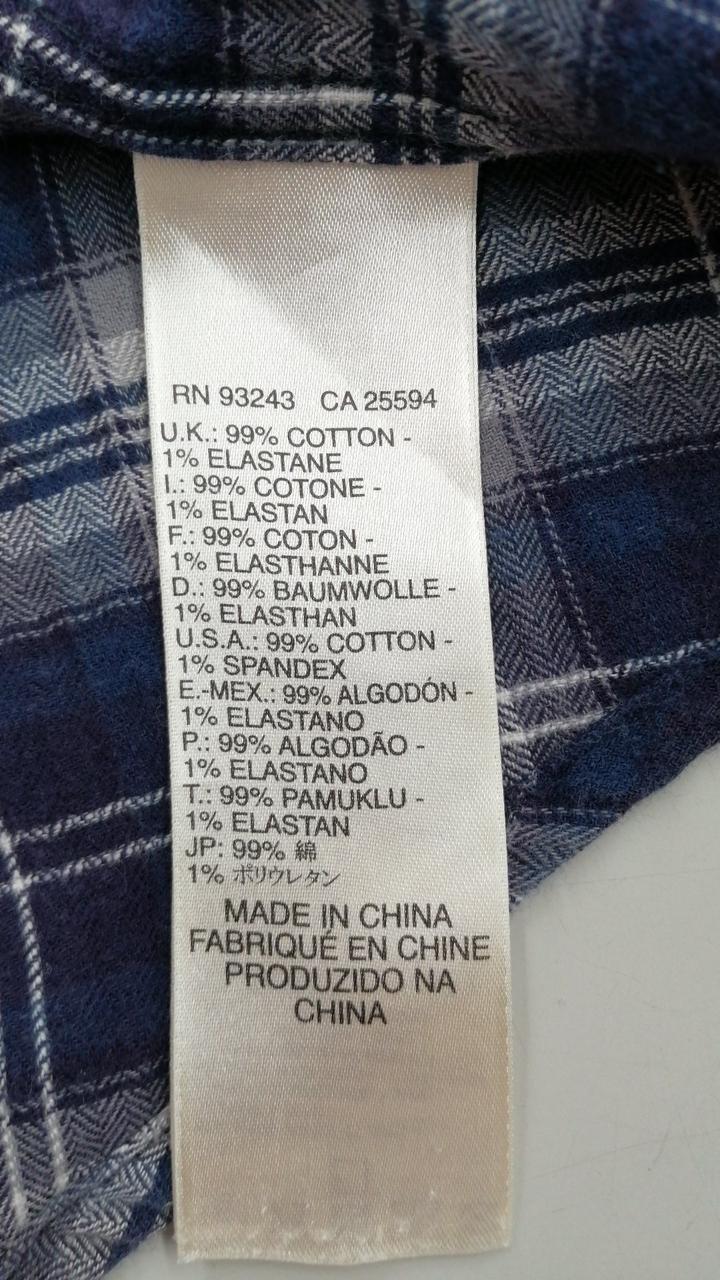 RN 93243 CA 25594
U.K.: 99% COTTON -
1% ELASTANE
I.: 99% COTONE -
1% ELASTAN
F.: 99% COTON -
1% ELASTHANNE
D.: 99% BAUMWOLLE -
1% ELASTHAN
U.S.A.: 99% COTTON -
1% SPANDEX
E.-MEX.: 99% ALGODÓN -
1% ELASTANO
P.: 99% ALGODÃO -
1% ELASTANO
T.: 99% PAMUKLU -
1% ELASTAN
JP: 99% 綿
1% ポリウレタン
MADE IN CHINA
FABRIQUÉ EN CHINE
PRODUZIDO NA
CHINA